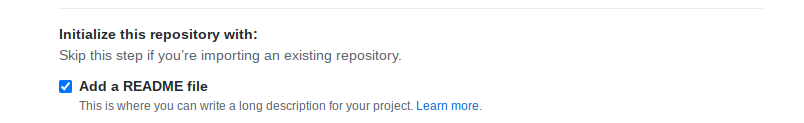 Initialize this repository with:
Skip this step if you’re importing an existing repository.
Add a README file
This is where you can write a long description for your project. Learn more.